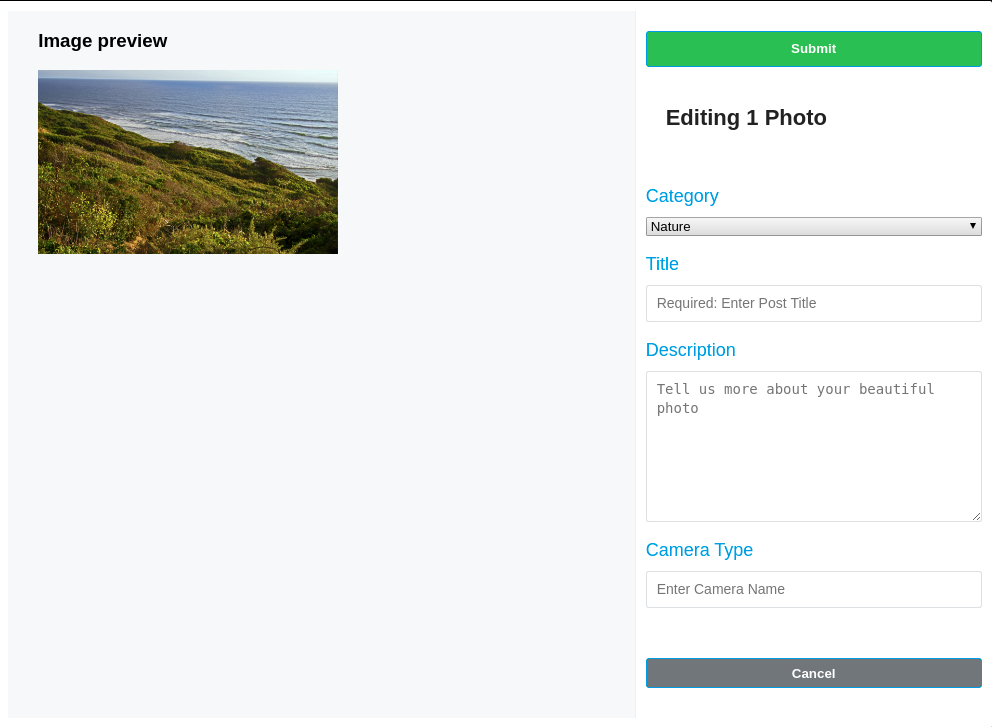 Image preview
Submit
Editing 1 Photo
Category
Nature
Title
Required: Enter Post Title
Description
Tell us more about your beautiful
photo
Camera Type
Enter Camera Name
Cancel